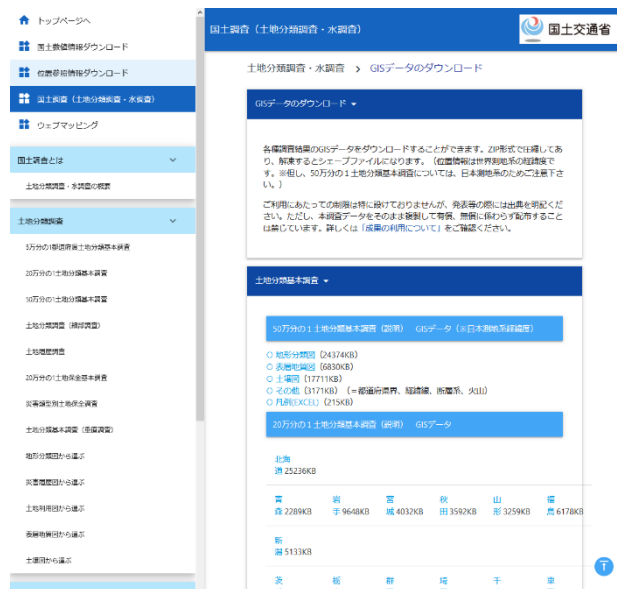 トップページへ
国土数値情報ダウンロード
位置参照情報ダウンロード
国土調査（土地分類調査・水調査）
ウェブマッピング
国土調査とは
土地分類調査・水調査の概要
土地分類調査
5万分の1都道府県土地分類基本調査
20万分の1土地分類基本調査
50万分の1土地分類基本調査
土地分類調査（細部調査）
土地履歴調査
20万分の1土地保全基本調査
災害類型別土地保全調査
土地分類基本調査（垂直調査）
地形分類図から選ぶ
災害履歴図から選ぶ
土地利用図から選ぶ
表層地質図から選ぶ
土壌図から選ぶ
国土調査（土地分類調査・水調査）
国土交通省
土地分類調査・水調査 > GISデータのダウンロード
GISデータのダウンロード
各種調査結果のGISデータをダウンロードすることができます。ZIP形式で圧縮してあ
り、解凍するとシェープファイルになります。（位置情報は世界測地系の経緯度で
す。※但し、50万分の１土地分類基本調査については、日本測地系のためご注意下さ
い。）
ご利用にあたっての制限は特に設けておりませんが、発表等の際には出典を明記くだ
さい。ただし、本調査データをそのまま複製して有償、無償に係わらず配布すること
は禁じています。詳しくは「成果の利用について」をご確認ください。
土地分類基本調査
50万分の１土地分類基本調査（説明） GISデータ（※日本測地系経緯度）
地形分類図（24374KB）
表層地質図（6830KB）
土壌図（17711KB）
その他（3171KB）（＝都道府県界、経緯線、断層系、火山）
凡例(EXCEL)（215KB）
20万分の１土地分類基本調査（説明） GISデータ
北海
道 25236KB
青 岩 宮 秋 山 福
森 2289KB 手 9648KB 城 4032KB 田 3592KB 形 3259KB 島 6178KB
新
潟 5133KB
茨 栃 群 埼 千 東